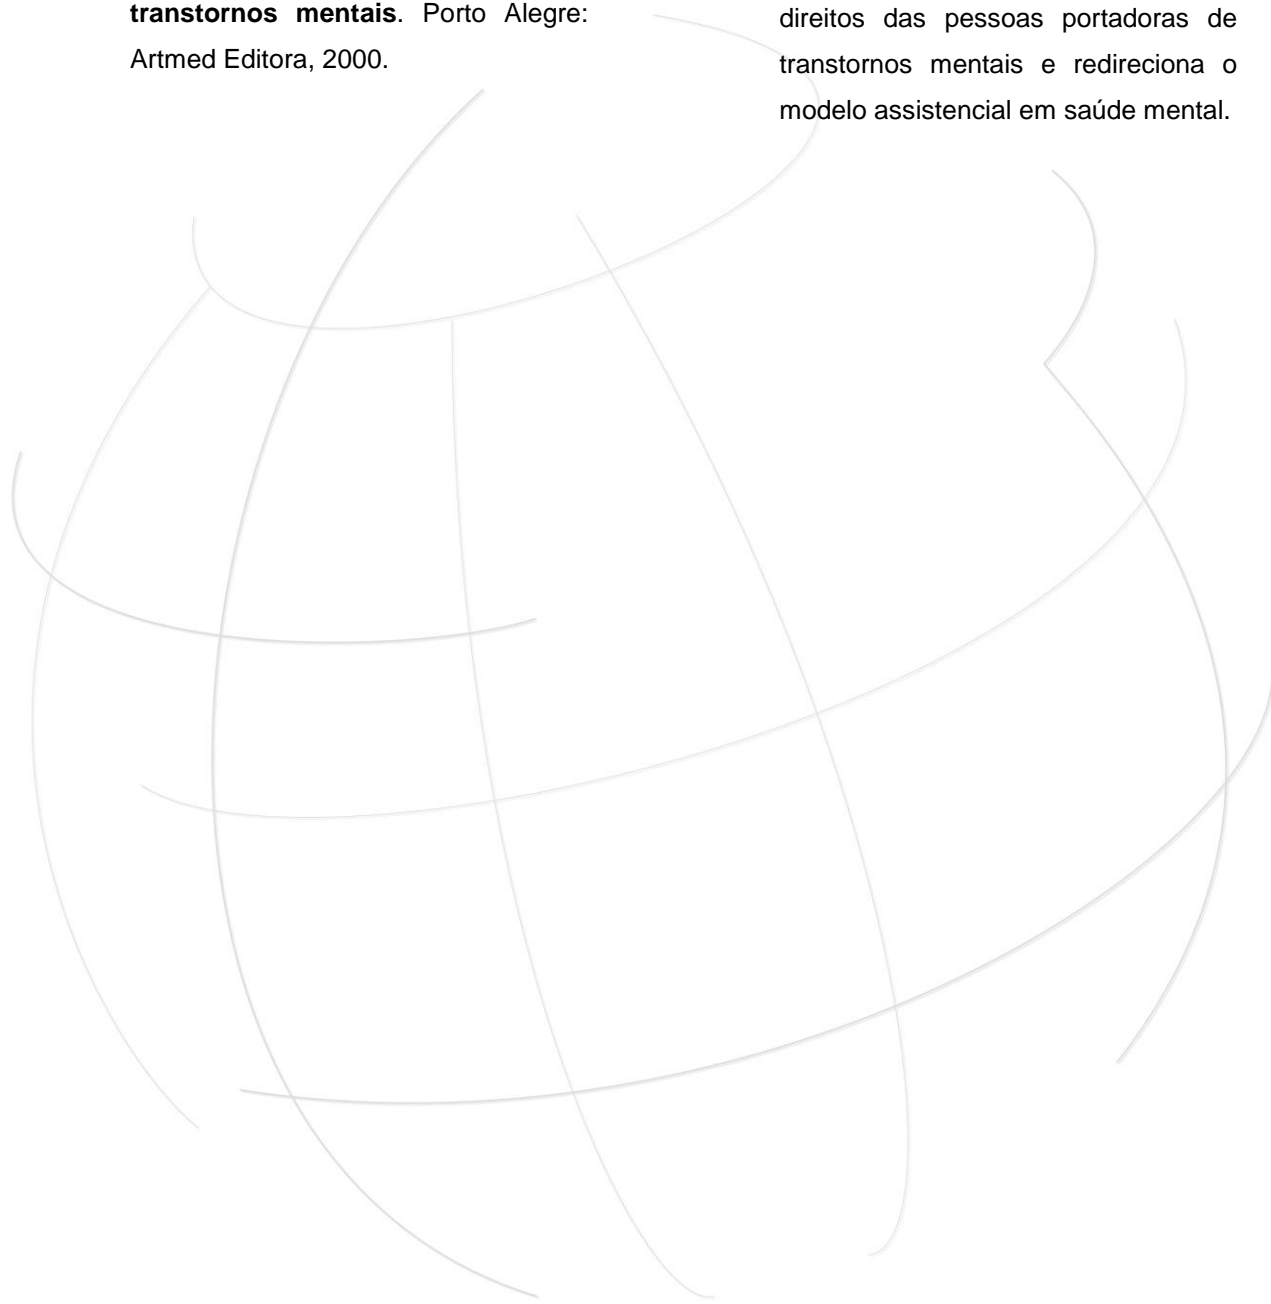 transtornos mentais. Porto Alegre:
Artmed Editora, 2000.
direitos das pessoas portadoras de
transtornos mentais e redireciona o
modelo assistencial em saúde mental.